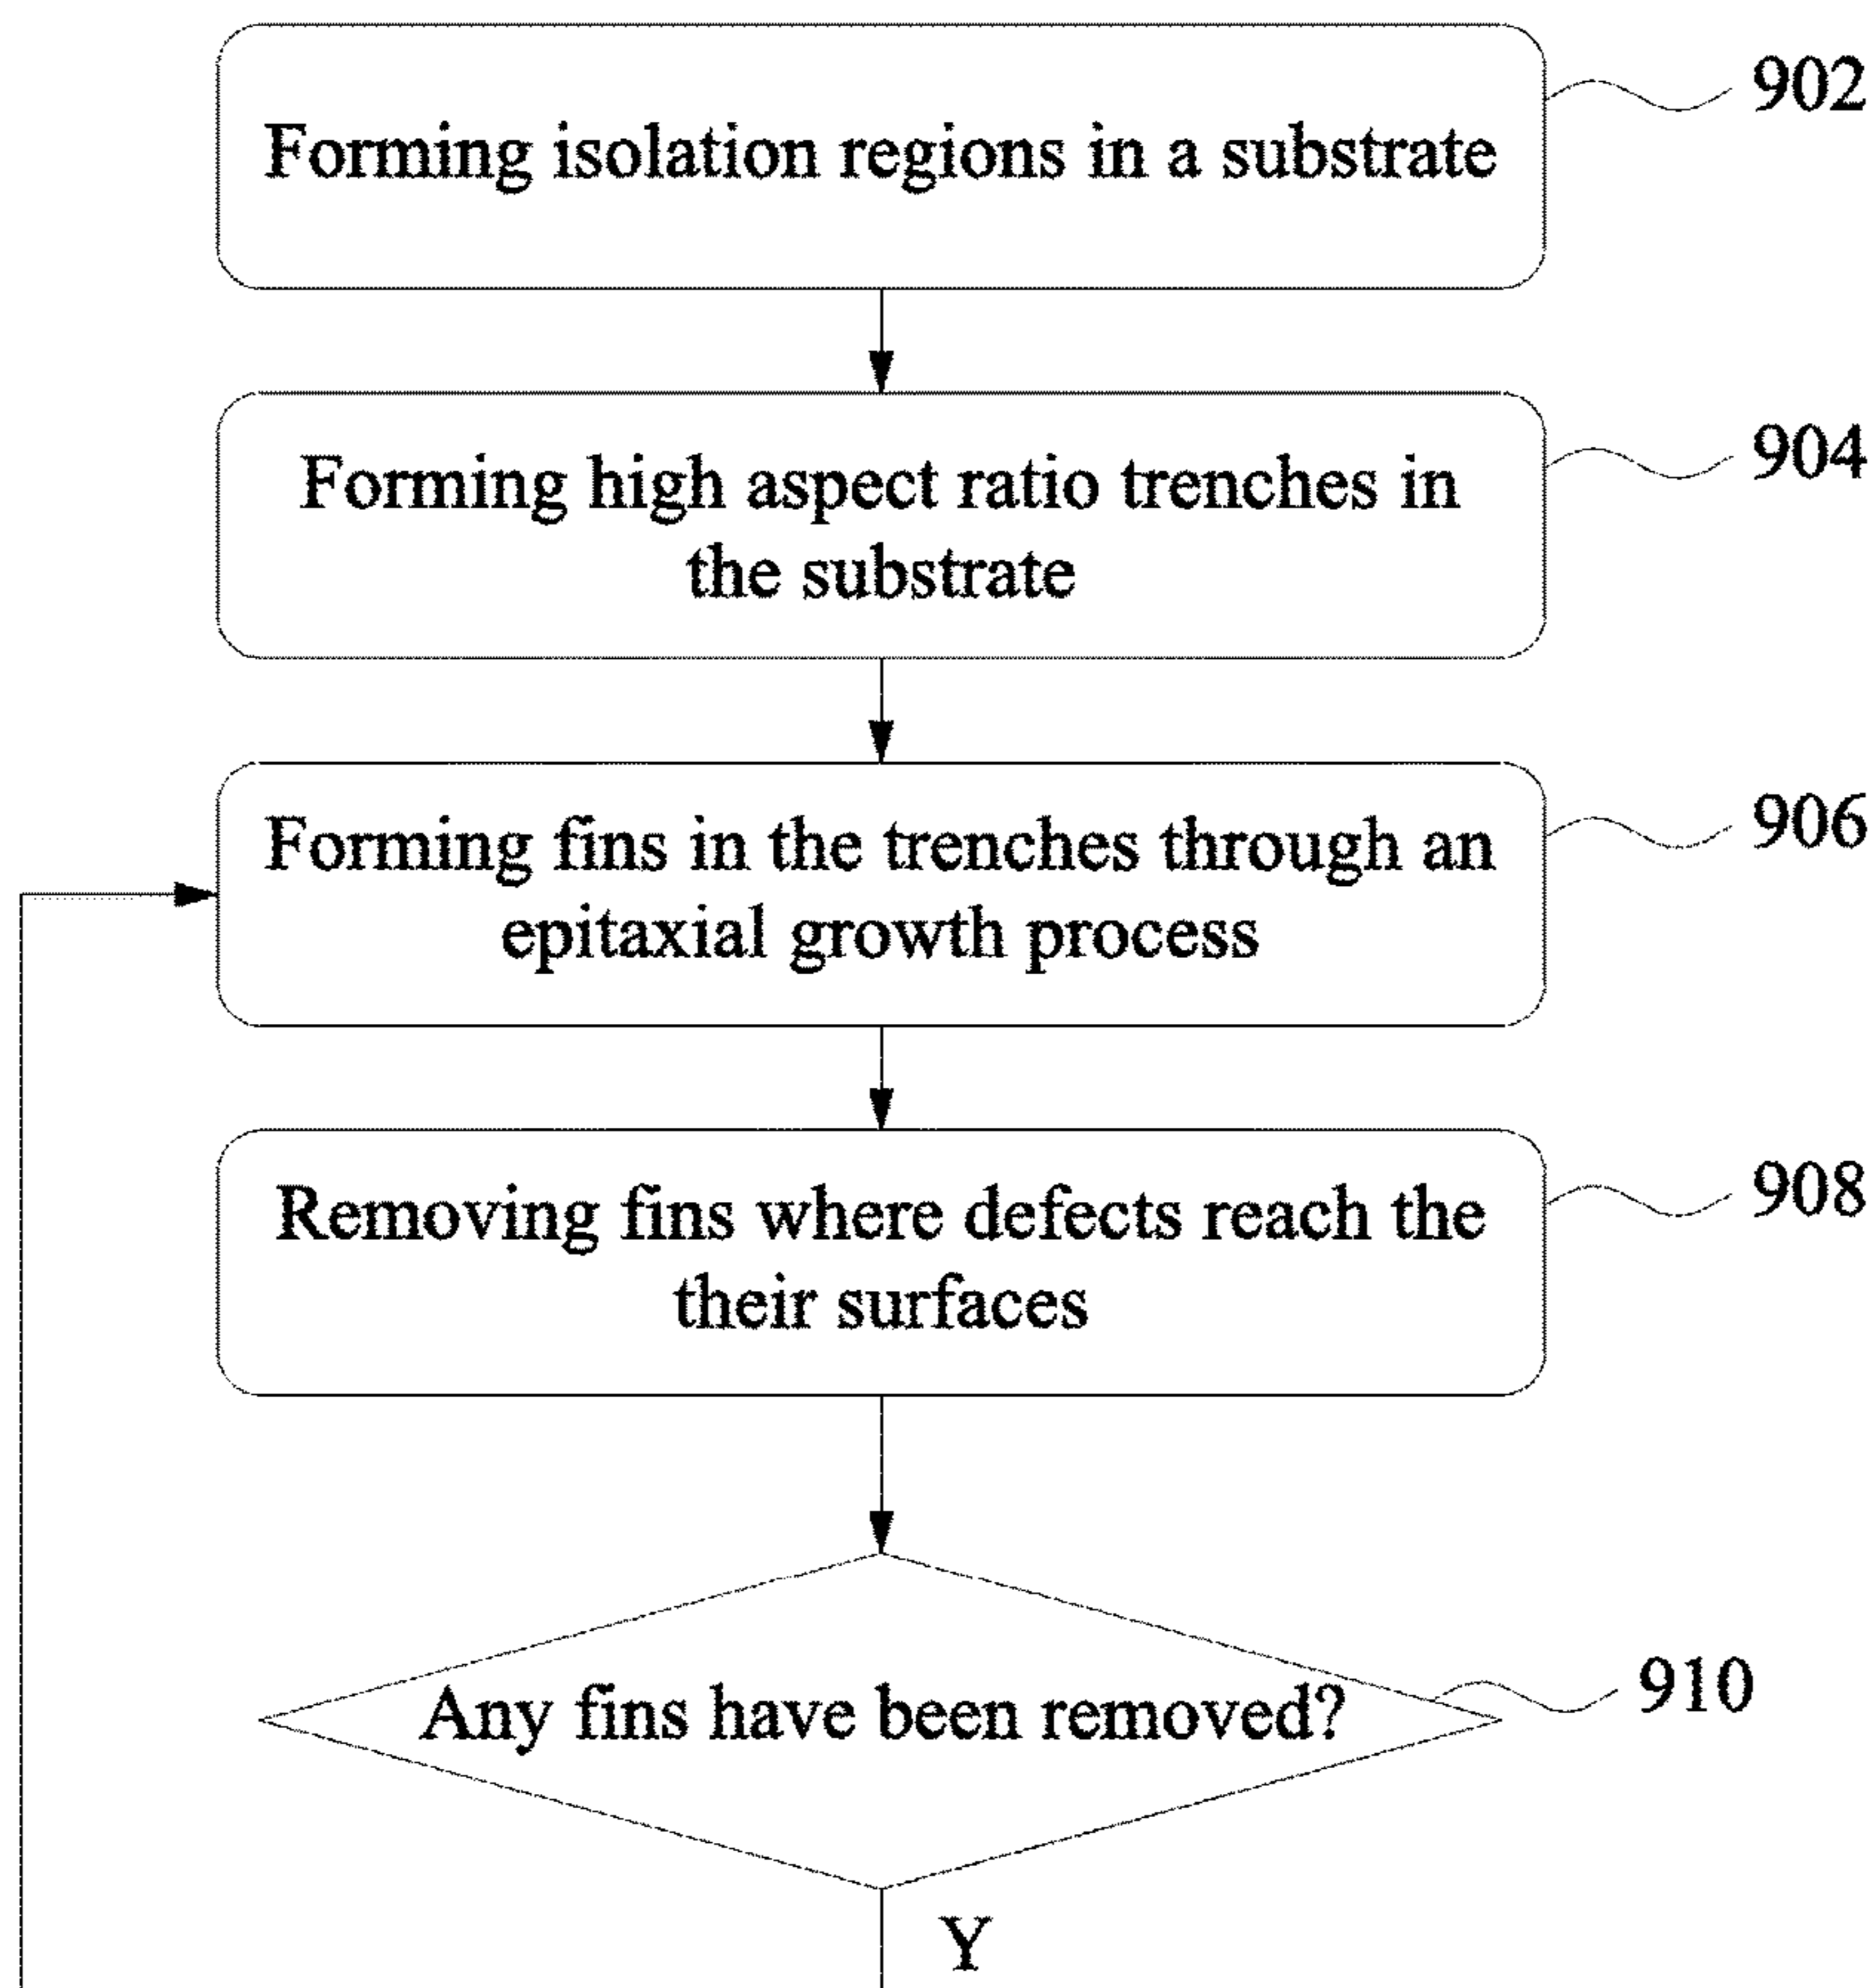 Forming isolation regions in a substrate
902
Forming high aspect ratio trenches in
the substrate
904
Forming fins in the trenches through an
epitaxial growth process
906
Removing fins where defects reach the
their surfaces
908
Any fins have been removed?
910
Y